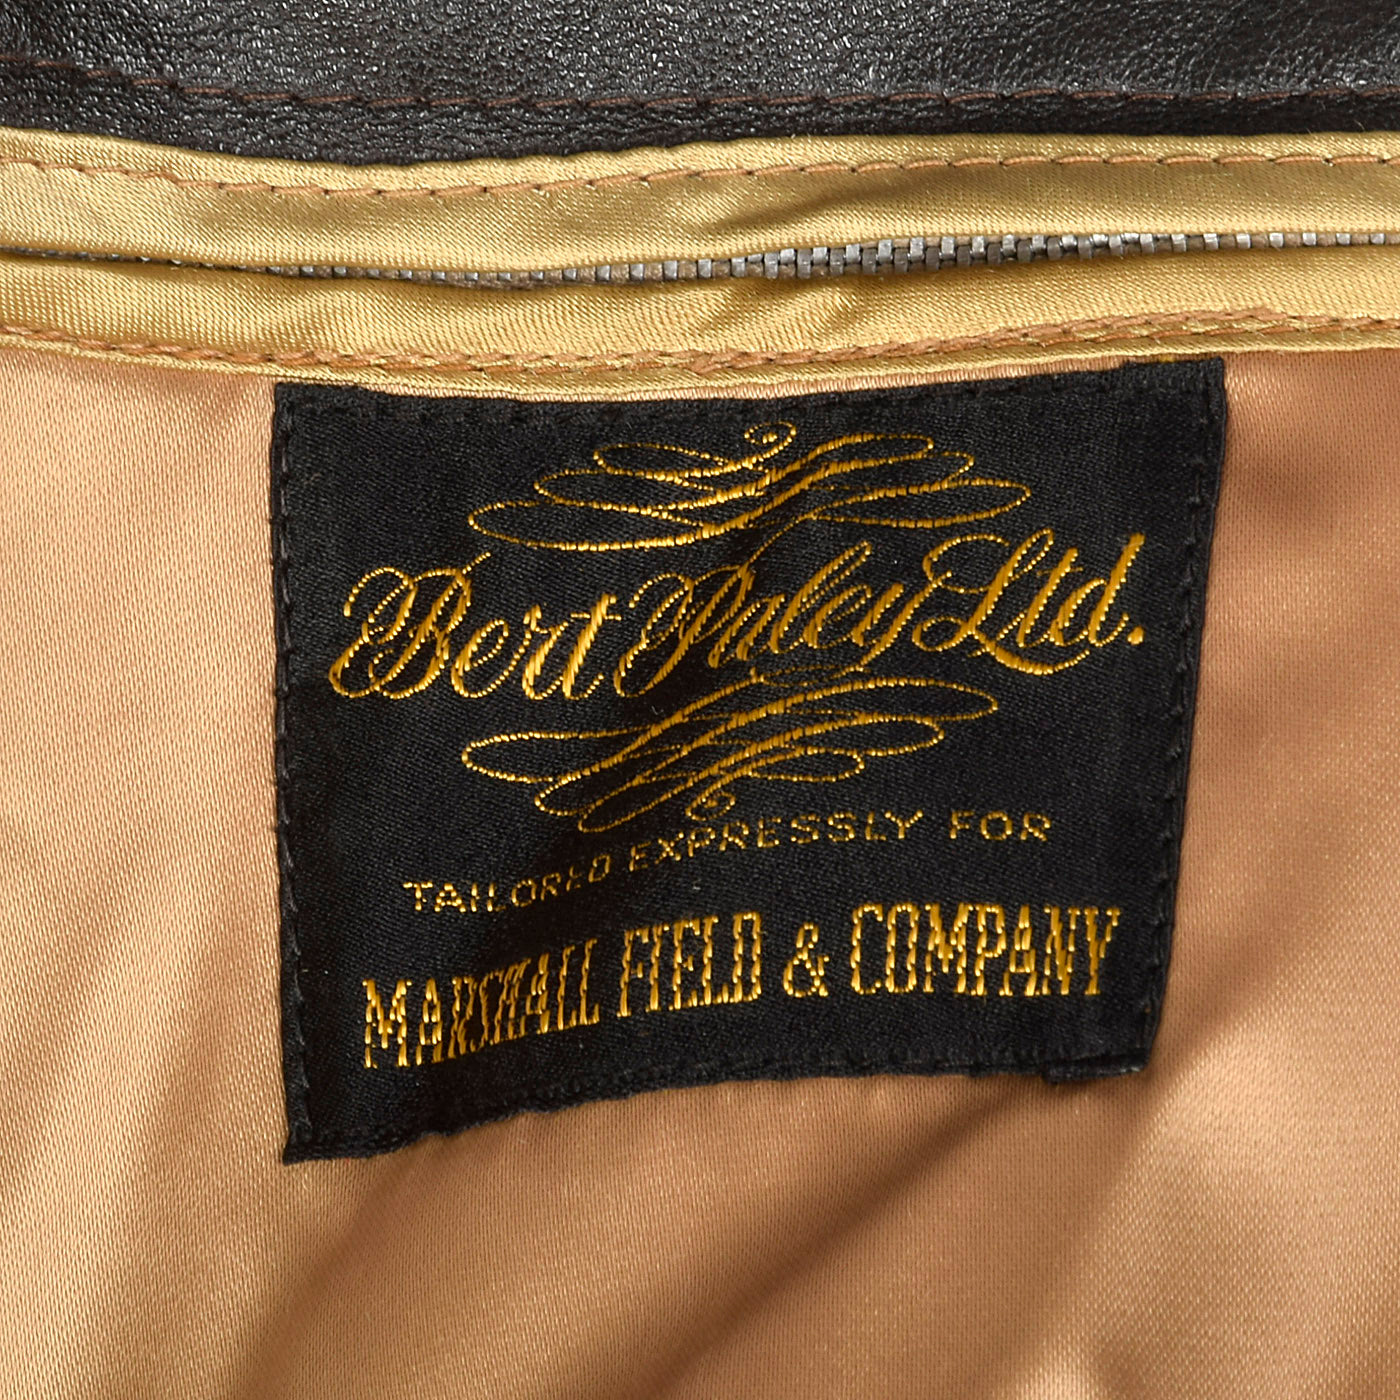 Bert Paley Ltd.
TAILORED EXPRESSLY FOR
MARSHALL FIELD & COMPANY